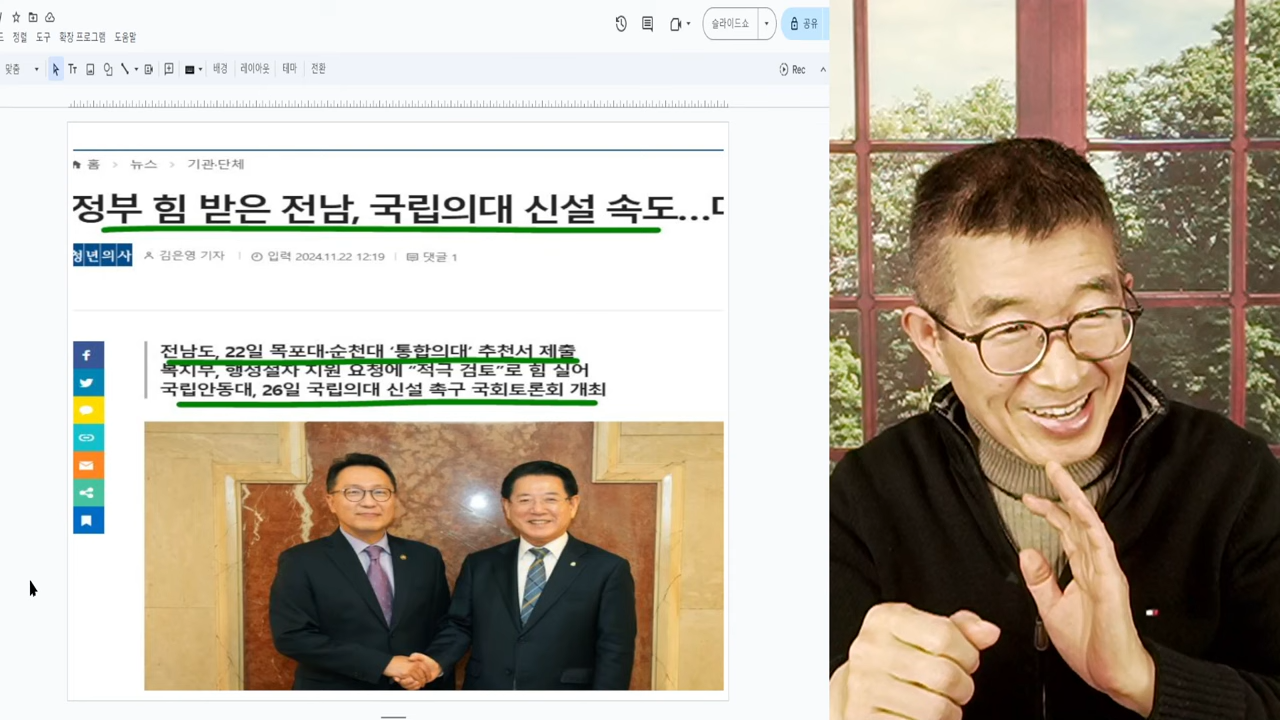 정렬 도구 확장 프로그램 도움말
슬라이드쇼
공유
맞춤
배경 레이아웃 테마 전환
Rec
홈 > 뉴스 > 기관·단체
정부 힘 받은 전남, 국립의대 신설 속도…
청년의사
김은영 기자
입력 2024.11.22 12:19
댓글 1
전남도, 22일 목포대·순천대 ‘통합의대’ 추천서 제출
복지부, 행정절차 지원 요청에 “적극 검토”로 힘 실어
국립안동대, 26일 국립의대 신설 촉구 국회토론회 개최